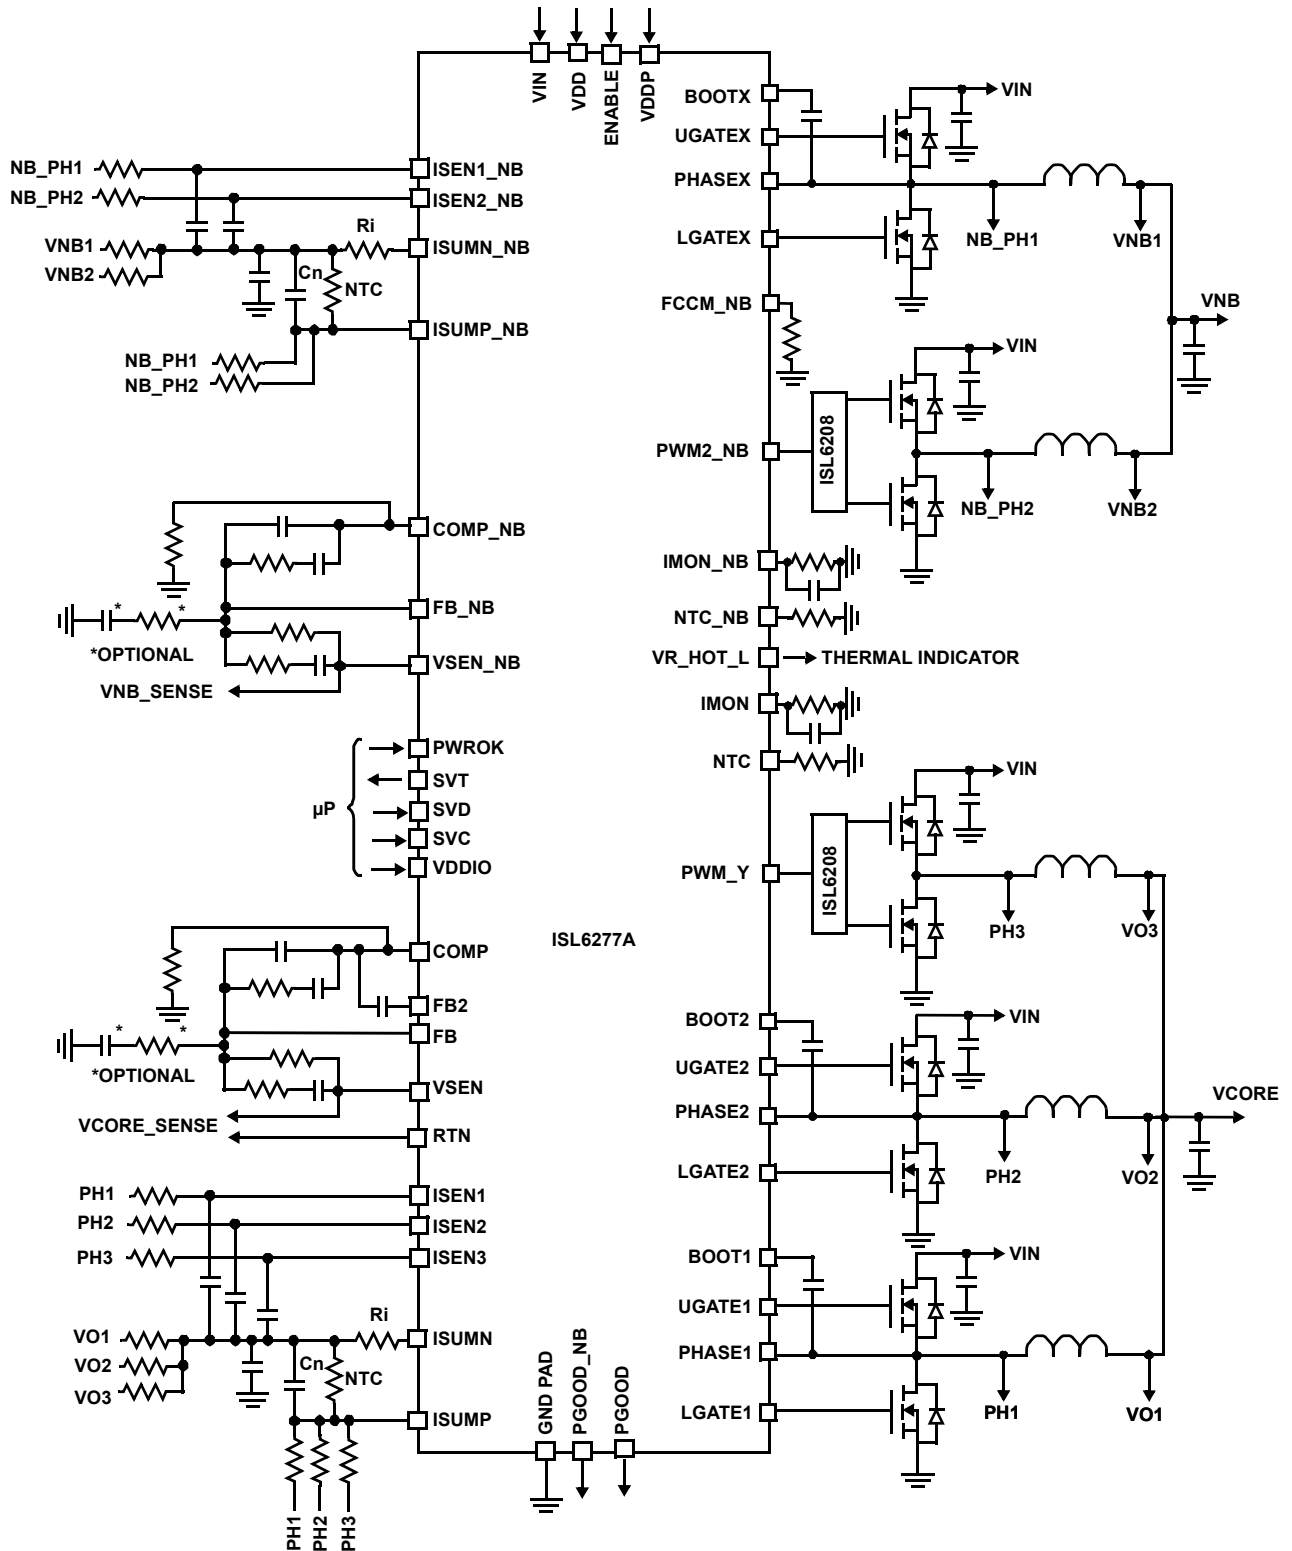 VIN
VDD
ENABLE
VDDP
NB_PH1
NB_PH2
VNB1
VNB2
Ri
Cn
NTC
NB_PH1
NB_PH2
ISEN1_NB
ISEN2_NB
ISUMN_NB
ISUMP_NB
COMP_NB
FB_NB
VSEN_NB
*
*
*OPTIONAL
VNB_SENSE
µP
PWROK
SVT
SVD
SVC
VDDIO
ISL6277A
COMP
FB2
FB
VSEN
RTN
*
*
*OPTIONAL
VCORE_SENSE
PH1
PH2
PH3
ISEN1
ISEN2
ISEN3
VO1
VO2
VO3
Ri
Cn
NTC
ISUMN
ISUMP
PH1
PH2
PH3
GND PAD
PGOOD_NB
PGOOD
BOOTX
UGATEX
PHASEX
LGATEX
FCCM_NB
PWM2_NB
IMON_NB
NTC_NB
VR_HOT_L
THERMAL INDICATOR
IMON
NTC
PWM_Y
BOOT2
UGATE2
PHASE2
LGATE2
BOOT1
UGATE1
PHASE1
LGATE1
VIN
NB_PH1
VNB1
VNB
VIN
ISL6208
NB_PH2
VNB2
VIN
ISL6208
PH3
VO3
VIN
PH2
VO2
VCORE
VIN
PH1
VO1